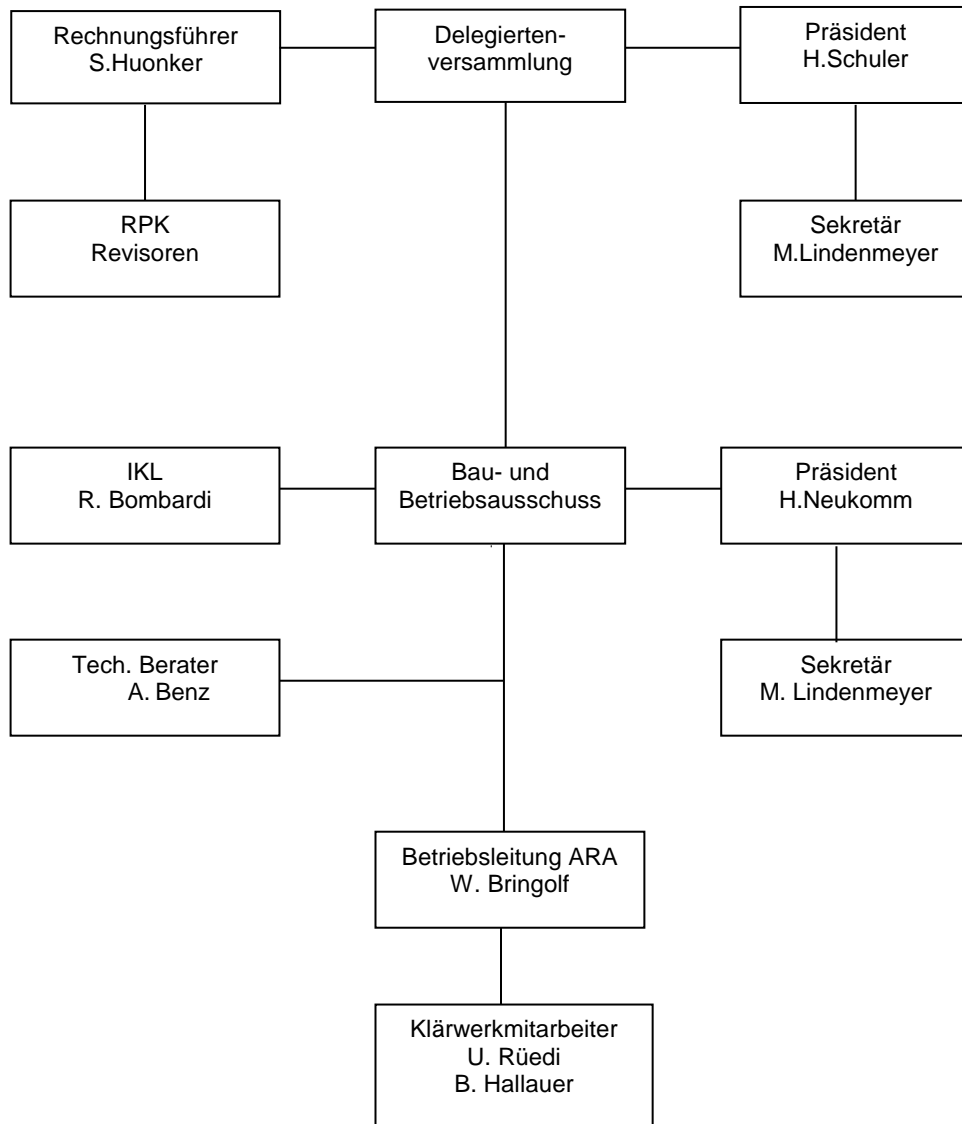 Rechnungsführer
S.Huonker
Delegierten-
versammlung
Präsident
H.Schuler
RPK
Revisoren
Sekretär
M.Lindenmeyer
IKL
R. Bombardi
Bau- und
Betriebsausschuss
Präsident
H.Neukomm
Tech. Berater
A. Benz
Sekretär
M. Lindenmeyer
Betriebsleitung ARA
W. Bringolf
Klärwerkmitarbeiter
U. Rüedi
B. Hallauer